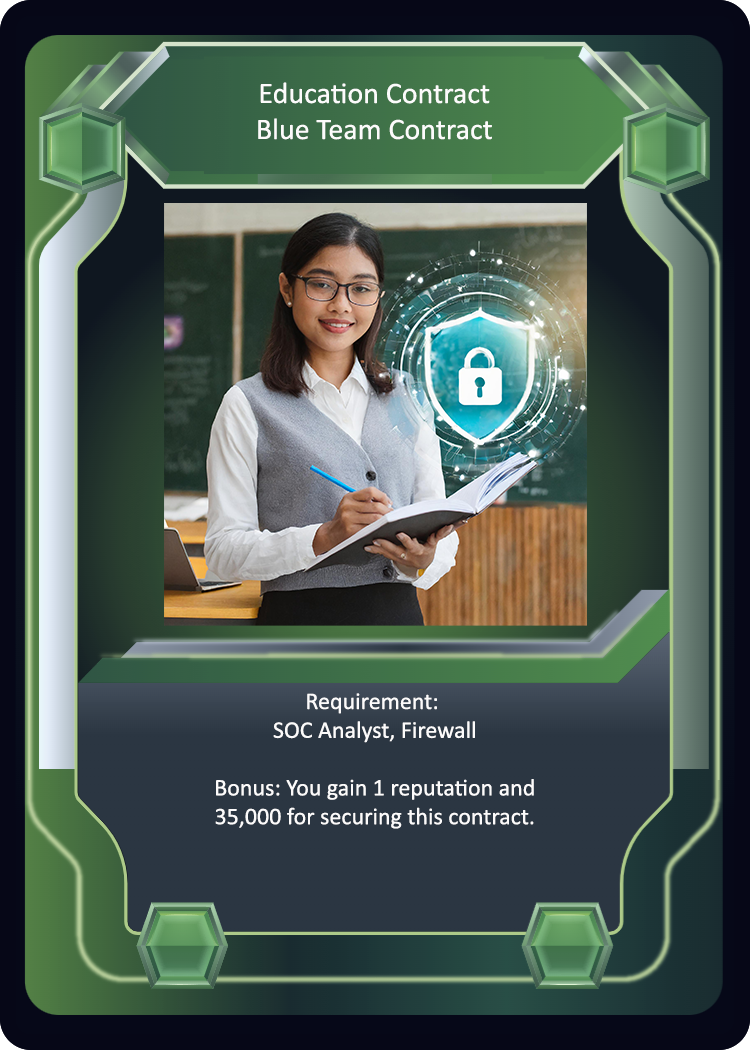 Education Contract
Blue Team Contract
Requirement:
SOC Analyst, Firewall
Bonus: You gain 1 reputation and
35,000 for securing this contract.